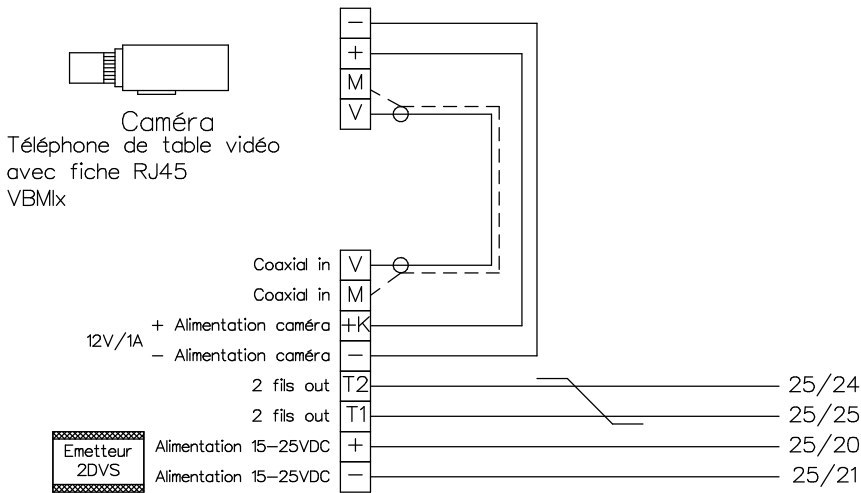 −
+
M
V
Caméra
Téléphone de table vidéo
avec fiche RJ45
VBMIx
Coaxial in V
Coaxial in M
12V/1A
+ Alimentation caméra +K
− Alimentation caméra −
2 fils out T2 25/24
2 fils out T1 25/25
Emetteur
2DVS
Alimentation 15−25VDC + 25/20
Alimentation 15−25VDC − 25/21